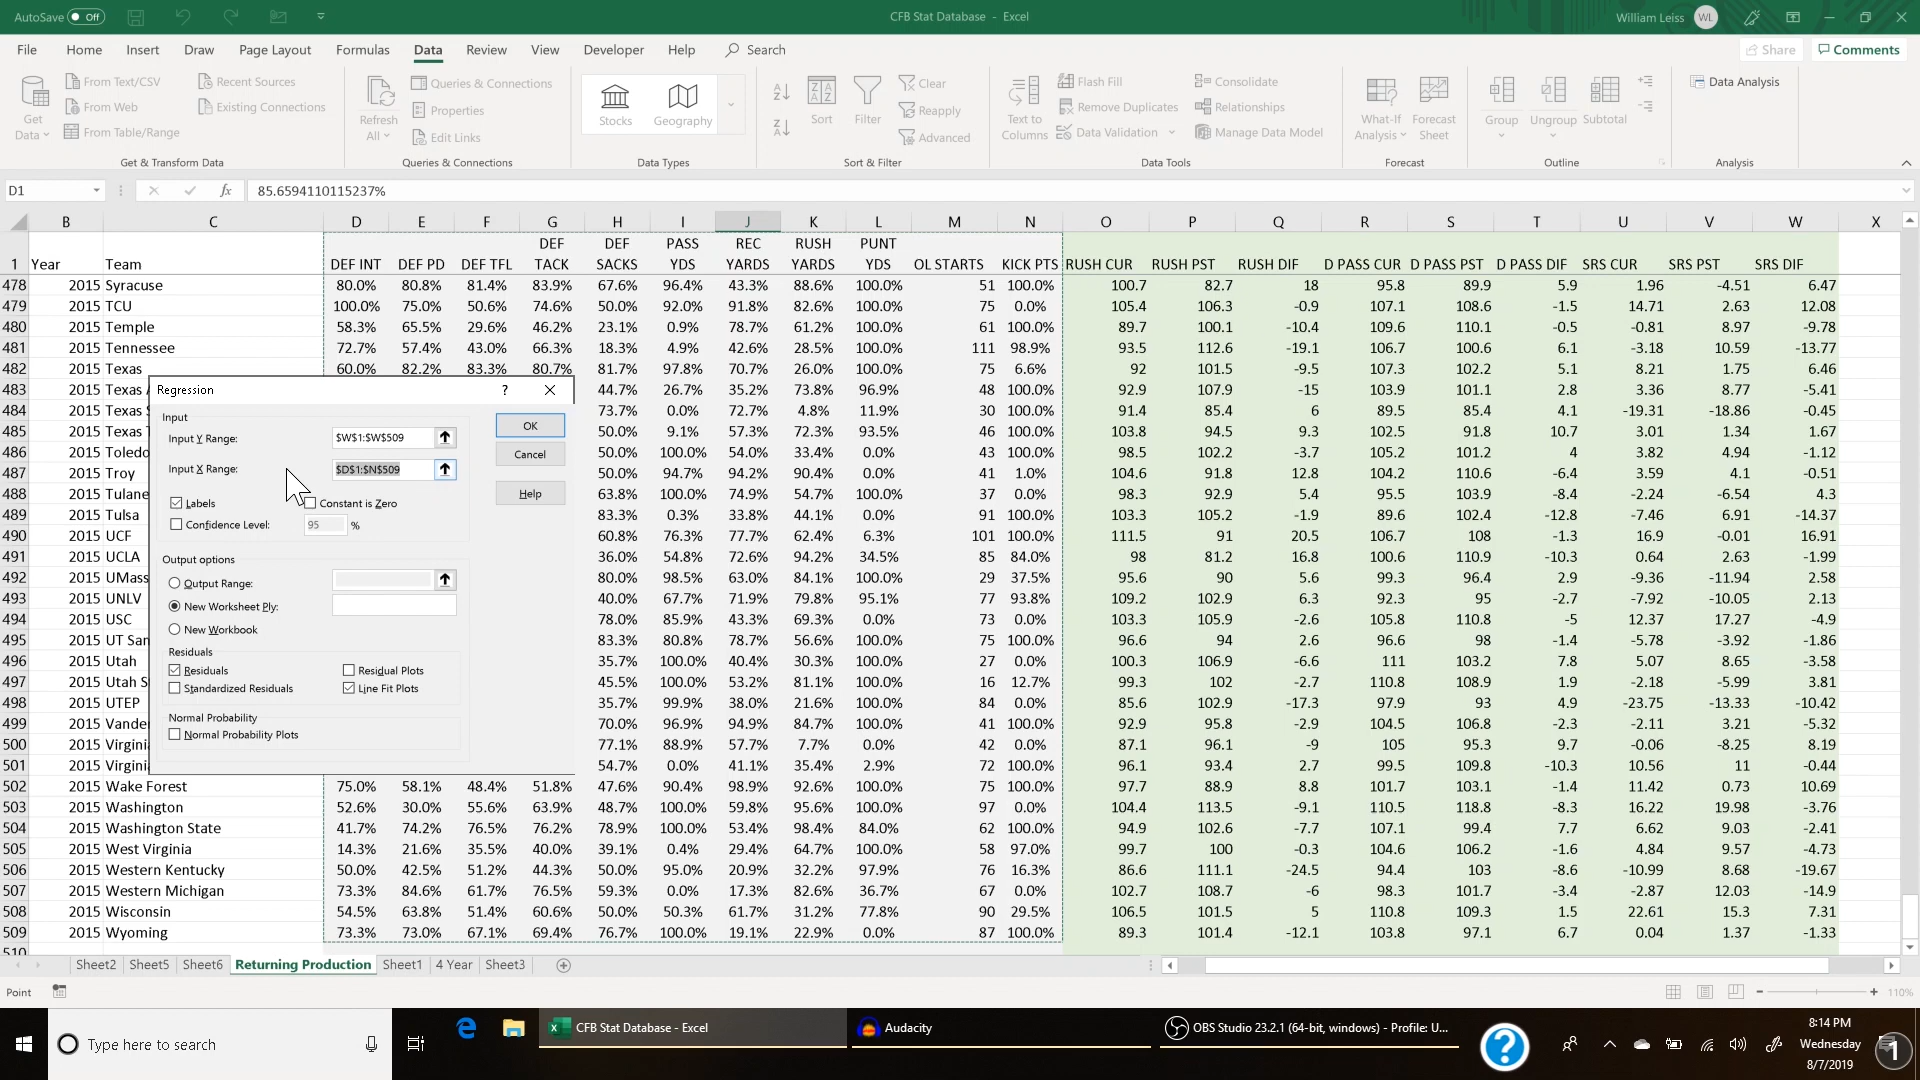 AutoSave Off
CFB Stat Database - Excel
William Leiss WL
File Home Insert Draw Page Layout Formulas Data Review View Developer Help Search Share Comments
Get Data
From Text/CSV
From Web
From Table/Range
Recent Sources
Existing Connections
Get & Transform Data
Refresh All
Queries & Connections
Properties
Edit Links
Queries & Connections
Stocks
Geography
Data Types
Sort
Filter
Clear
Reapply
Advanced
Sort & Filter
Text to Columns
Flash Fill
Remove Duplicates
Data Validation
Consolidate
Relationships
Manage Data Model
Data Tools
What-If Analysis
Forecast Sheet
Forecast
Group
Ungroup
Subtotal
Outline
Data Analysis
Analysis
D1 fx 85.6594110115237%
B C D E F G H I J K L M N O P Q R S T U V W X
1 Year Team DEF INT DEF PD DEF TFL DEF TACK DEF SACKS PASS YDS REC YARDS RUSH YARDS PUNT YDS OL STARTS KICK PTS RUSH CUR RUSH PST RUSH DIF D PASS CUR D PASS PST D PASS DIF SRS CUR SRS PST SRS DIF
478 2015 Syracuse 80.0% 80.8% 81.4% 83.9% 67.6% 96.4% 43.3% 88.6% 100.0% 51 100.0% 100.7 82.7 18 95.8 89.9 5.9 1.96 -4.51 6.47
479 2015 TCU 100.0% 75.0% 50.6% 74.6% 50.0% 92.0% 91.8% 82.6% 100.0% 75 0.0% 105.4 106.3 -0.9 107.1 108.6 -1.5 14.71 2.63 12.08
480 2015 Temple 58.3% 65.5% 29.6% 46.2% 23.1% 0.9% 78.7% 61.2% 100.0% 61 100.0% 89.7 100.1 -10.4 109.6 110.1 -0.5 -0.81 8.97 -9.78
481 2015 Tennessee 72.7% 57.4% 43.0% 66.3% 18.3% 4.9% 42.6% 28.5% 100.0% 111 98.9% 93.5 112.6 -19.1 106.7 100.6 6.1 -3.18 10.59 -13.77
482 2015 Texas 60.0% 82.2% 83.3% 80.7% 81.7% 97.8% 70.7% 26.0% 100.0% 75 6.6% 92 101.5 -9.5 107.3 102.2 5.1 8.21 1.75 6.46
483 2015 Texas A 44.7% 26.7% 35.2% 73.8% 96.9% 48 100.0% 92.9 107.9 -15 103.9 101.1 2.8 3.36 8.77 -5.41
484 2015 Texas S 73.7% 0.0% 72.7% 4.8% 11.9% 30 100.0% 91.4 85.4 6 89.5 85.4 4.1 -19.31 -18.86 -0.45
485 2015 Texas T 50.0% 9.1% 57.3% 72.3% 93.5% 46 100.0% 103.8 94.5 9.3 102.5 91.8 10.7 3.01 1.34 1.67
486 2015 Toledo 50.0% 100.0% 54.0% 33.4% 0.0% 42 0.0% 98.5 102.2 -3.7 105.2 101.2 4 3.82 4.94 -1.12
487 2015 Troy 50.0% 94.7% 94.2% 90.4% 0.0% 41 1.0% 104.6 91.8 12.8 104.2 110.6 -6.4 3.59 4.1 -0.51
488 2015 Tulane 63.8% 100.0% 74.9% 54.7% 100.0% 37 0.0% 98.3 92.9 5.4 95.5 103.9 -8.4 -2.24 -6.54 4.3
489 2015 Tulsa 83.3% 0.3% 33.8% 44.1% 0.0% 91 100.0% 103.3 105.2 -1.9 89.6 102.4 -12.8 -7.46 6.91 -14.37
490 2015 UCF 60.8% 76.3% 77.7% 62.4% 6.3% 101 100.0% 111.5 91 20.5 106.7 108 -1.3 16.9 -0.01 16.91
491 2015 UCLA 36.0% 54.8% 72.6% 94.2% 34.5% 85 84.0% 98 81.2 16.8 100.6 110.9 -10.3 0.64 2.63 -1.99
492 2015 UMass 80.0% 98.5% 63.0% 84.1% 100.0% 29 37.5% 95.6 90 5.6 99.3 96.4 2.9 -9.36 -11.94 2.58
493 2015 UNLV 40.0% 67.7% 71.9% 79.8% 95.1% 77 93.8% 109.2 102.9 6.3 92.3 95 -2.7 -7.92 -10.05 2.13
494 2015 USC 78.0% 85.9% 43.3% 69.3% 0.0% 73 0.0% 103.3 105.9 -2.6 105.8 110.8 -5 12.37 17.27 -4.9
495 2015 UT San 83.3% 80.8% 78.7% 56.6% 100.0% 75 100.0% 96.6 94 2.6 96.6 98 -1.4 -5.78 -3.92 -1.86
496 2015 Utah 35.7% 100.0% 40.4% 30.3% 100.0% 27 0.0% 100.3 106.9 -6.6 111 103.2 7.8 5.07 8.65 -3.58
497 2015 Utah S 45.5% 100.0% 53.2% 81.1% 100.0% 16 12.7% 99.3 102 -2.7 110.8 108.9 1.9 -2.18 -5.99 3.81
498 2015 UTEP 35.7% 99.9% 38.0% 21.6% 100.0% 84 0.0% 85.6 102.9 -17.3 97.9 93 4.9 -23.75 -13.33 -10.42
499 2015 Vande 70.0% 96.9% 94.9% 84.7% 100.0% 41 100.0% 92.9 95.8 -2.9 104.5 106.8 -2.3 -2.11 3.21 -5.32
500 2015 Virgini 77.1% 88.9% 57.7% 7.7% 0.0% 42 0.0% 87.1 96.1 -9 105 95.3 9.7 -0.06 -8.25 8.19
501 2015 Virgini 54.7% 0.0% 41.1% 35.4% 2.9% 72 100.0% 96.1 93.4 2.7 99.5 109.8 -10.3 10.56 11 -0.44
502 2015 Wake Forest 75.0% 58.1% 48.4% 51.8% 47.6% 90.4% 98.9% 92.6% 100.0% 75 100.0% 97.7 88.9 8.8 101.7 103.1 -1.4 11.42 0.73 10.69
503 2015 Washington 52.6% 30.0% 55.6% 63.9% 48.7% 100.0% 59.8% 95.6% 100.0% 97 0.0% 104.4 113.5 -9.1 110.5 118.8 -8.3 16.22 19.98 -3.76
504 2015 Washington State 41.7% 74.2% 76.5% 76.2% 78.9% 100.0% 53.4% 98.4% 84.0% 62 100.0% 94.9 102.6 -7.7 107.1 99.4 7.7 6.62 9.03 -2.41
505 2015 West Virginia 14.3% 21.6% 35.5% 40.0% 39.1% 0.4% 29.4% 64.7% 100.0% 58 97.0% 99.7 100 -0.3 104.6 106.2 -1.6 4.84 9.57 -4.73
506 2015 Western Kentucky 50.0% 42.5% 51.2% 44.3% 50.0% 95.0% 20.9% 32.2% 97.9% 76 16.3% 86.6 111.1 -24.5 94.4 103 -8.6 -10.99 8.68 -19.67
507 2015 Western Michigan 73.3% 84.6% 61.7% 76.5% 59.3% 0.0% 17.3% 82.6% 36.7% 67 0.0% 102.7 108.7 -6 98.3 101.7 -3.4 -2.87 12.03 -14.9
508 2015 Wisconsin 54.5% 63.8% 51.4% 60.6% 50.0% 50.3% 61.7% 31.2% 77.8% 90 29.5% 106.5 101.5 5 110.8 109.3 1.5 22.61 15.3 7.31
509 2015 Wyoming 73.3% 73.0% 67.1% 69.4% 76.7% 100.0% 19.1% 22.9% 0.0% 87 100.0% 89.3 101.4 -12.1 103.8 97.1 6.7 0.04 1.37 -1.33
510
Regression ?
Input
Input Y Range: $W$1:$W$509
Input X Range: $D$1:$N$509
Labels Constant is Zero
Confidence Level: 95 %
OK
Cancel
Help
Output options
Output Range:
New Worksheet Ply:
New Workbook
Residuals
Residuals Residual Plots
Standardized Residuals Line Fit Plots
Normal Probability
Normal Probability Plots
Sheet2 Sheet5 Sheet6 Returning Production Sheet1 4 Year Sheet3
Point 110%
Type here to search
CFB Stat Database - Excel
Audacity
OBS Studio 23.2.1 (64-bit, windows) - Profile: U...
8:14 PM
Wednesday
8/7/2019
1